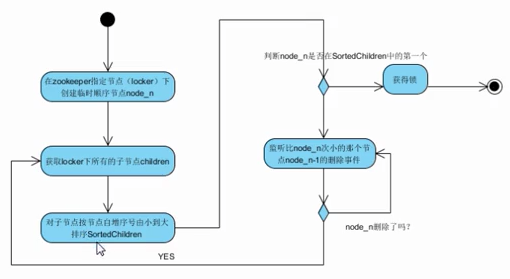 在zookeeper指定节点（locker）下
创建临时顺序节点node_n
获取locker下所有的子节点children
对子节点按节点自增序号由小到大
排序SortedChildren
YES
判断node_n是否在SortedChildren中的第一个
获得锁
监听比node_n次小的那个节
点node_n-1的删除事件
node_n删除了吗?